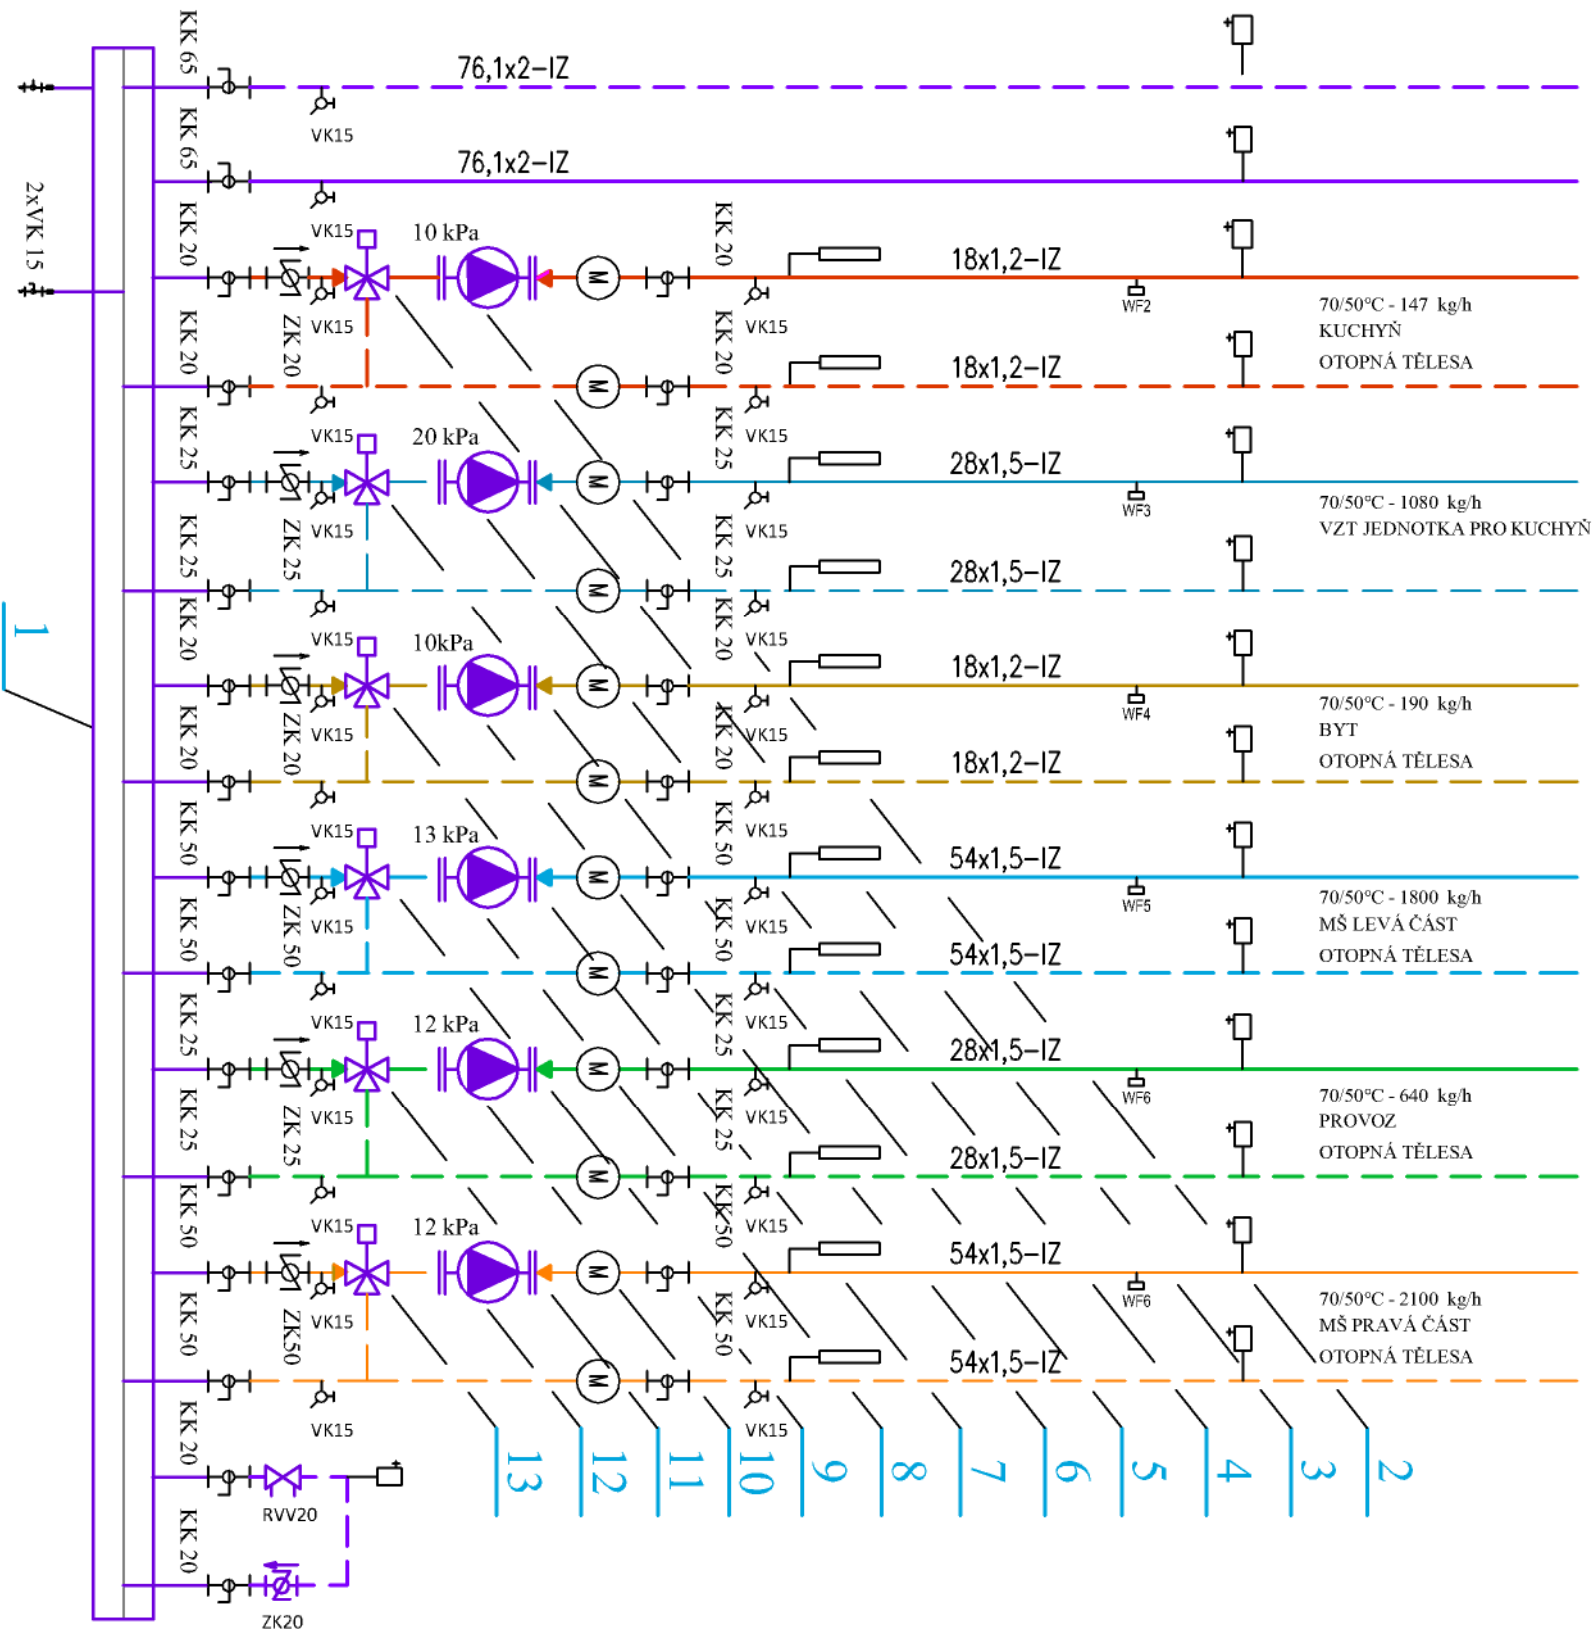 KK 65
76,1x2-IZ
VK15
KK 65
76,1x2-IZ
VK15
2xVK 15
KK 20
10 kPa
KK 20
18x1,2-IZ
ZK 20
VK15
VK15
WF2
70/50°C - 147 kg/h
KUCHYŇ
OTOPNÁ TĚLESA
KK 20
KK 20
18x1,2-IZ
VK15
VK15
KK 25
20 kPa
KK 25
28x1,5-IZ
ZK 25
VK15
VK15
WF3
70/50°C - 1080 kg/h
VZT JEDNOTKA PRO KUCHYŇ
KK 25
KK 25
28x1,5-IZ
VK15
VK15
KK 20
10kPa
KK 20
18x1,2-IZ
ZK 20
VK15
VK15
WF4
70/50°C - 190 kg/h
BYT
OTOPNÁ TĚLESA
KK 20
KK 20
18x1,2-IZ
VK15
VK15
KK 50
13 kPa
KK 50
54x1,5-IZ
ZK 50
VK15
VK15
WF5
70/50°C - 1800 kg/h
MŠ LEVÁ ČÁST
OTOPNÁ TĚLESA
KK 50
KK 50
54x1,5-IZ
VK15
VK15
KK 25
12 kPa
KK 25
28x1,5-IZ
ZK 25
VK15
VK15
WF6
70/50°C - 640 kg/h
PROVOZ
OTOPNÁ TĚLESA
KK 25
KK 25
28x1,5-IZ
VK15
VK15
KK 50
12 kPa
KK 50
54x1,5-IZ
ZK50
VK15
VK15
WF6
70/50°C - 2100 kg/h
MŠ PRAVÁ ČÁST
OTOPNÁ TĚLESA
KK 50
KK 50
54x1,5-IZ
VK15
VK15
KK 20
RVV20
KK 20
ZK20
M
M
M
M
M
M
M
M
M
M
M
M
1
13
12
11
10
9
8
7
6
5
4
3
2